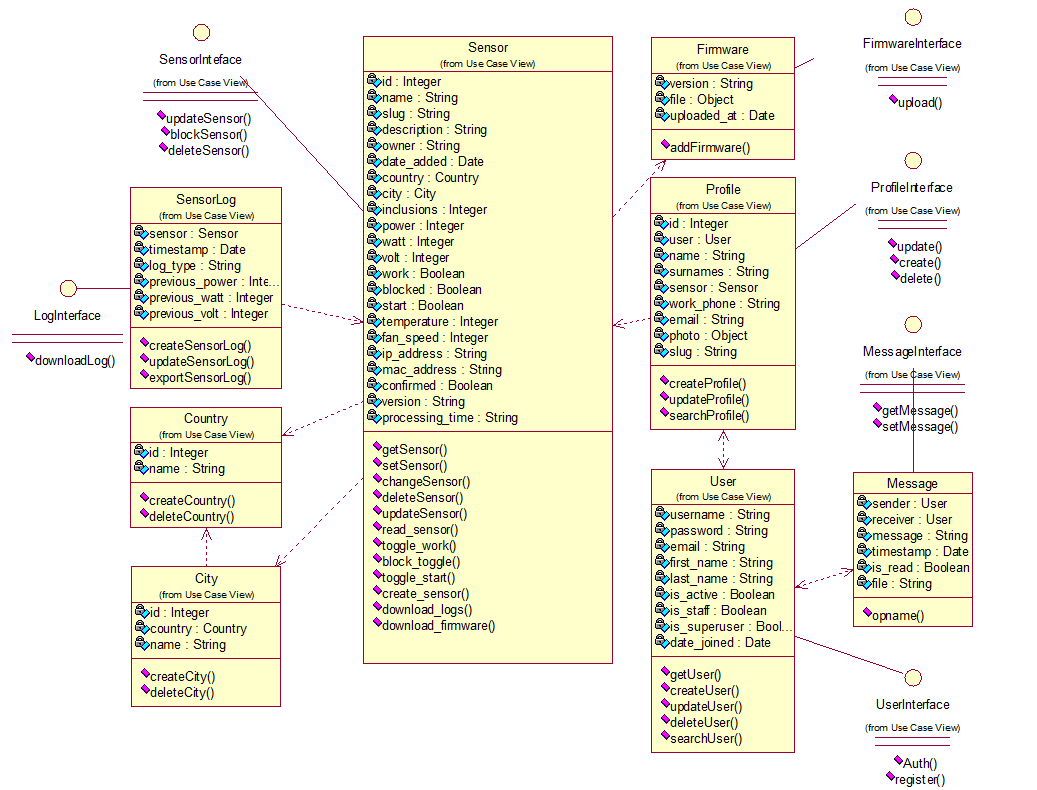 SensorInteface
(from Use Case View)
updateSensor()
blockSensor()
deleteSensor()
SensorLog
(from Use Case View)
sensor : Sensor
timestamp : Date
log_type : String
previous_power : Inte...
previous_watt : Integer
previous_volt : Integer
createSensorLog()
updateSensorLog()
exportSensorLog()
LogInterface
downloadLog()
Country
(from Use Case View)
id : Integer
name : String
createCountry()
deleteCountry()
City
(from Use Case View)
id : Integer
country : Country
name : String
createCity()
deleteCity()
Sensor
(from Use Case View)
id : Integer
name : String
slug : String
description : String
owner : String
date_added : Date
country : Country
city : City
inclusions : Integer
power : Integer
watt : Integer
volt : Integer
work : Boolean
blocked : Boolean
start : Boolean
temperature : Integer
fan_speed : Integer
ip_address : String
mac_address : String
confirmed : Boolean
version : String
processing_time : String
getSensor()
setSensor()
changeSensor()
deleteSensor()
updateSensor()
read_sensor()
toggle_work()
block_toggle()
toggle_start()
create_sensor()
download_logs()
download_firmware()
Firmware
(from Use Case View)
version : String
file : Object
uploaded_at : Date
addFirmware()
Profile
(from Use Case View)
id : Integer
user : User
name : String
surnames : String
sensor : Sensor
work_phone : String
email : String
photo : Object
slug : String
createProfile()
updateProfile()
searchProfile()
User
(from Use Case View)
username : String
password : String
email : String
first_name : String
last_name : String
is_active : Boolean
is_staff : Boolean
is_superuser : Bool...
date_joined : Date
getUser()
createUser()
updateUser()
deleteUser()
searchUser()
FirmwareInterface
(from Use Case View)
upload()
ProfileInterface
(from Use Case View)
update()
create()
delete()
MessageInterface
(from Use Case View)
getMessage()
setMessage()
Message
sender : User
receiver : User
message : String
timestamp : Date
is_read : Boolean
file : String
opname()
UserInterface
(from Use Case View)
Auth()
register()